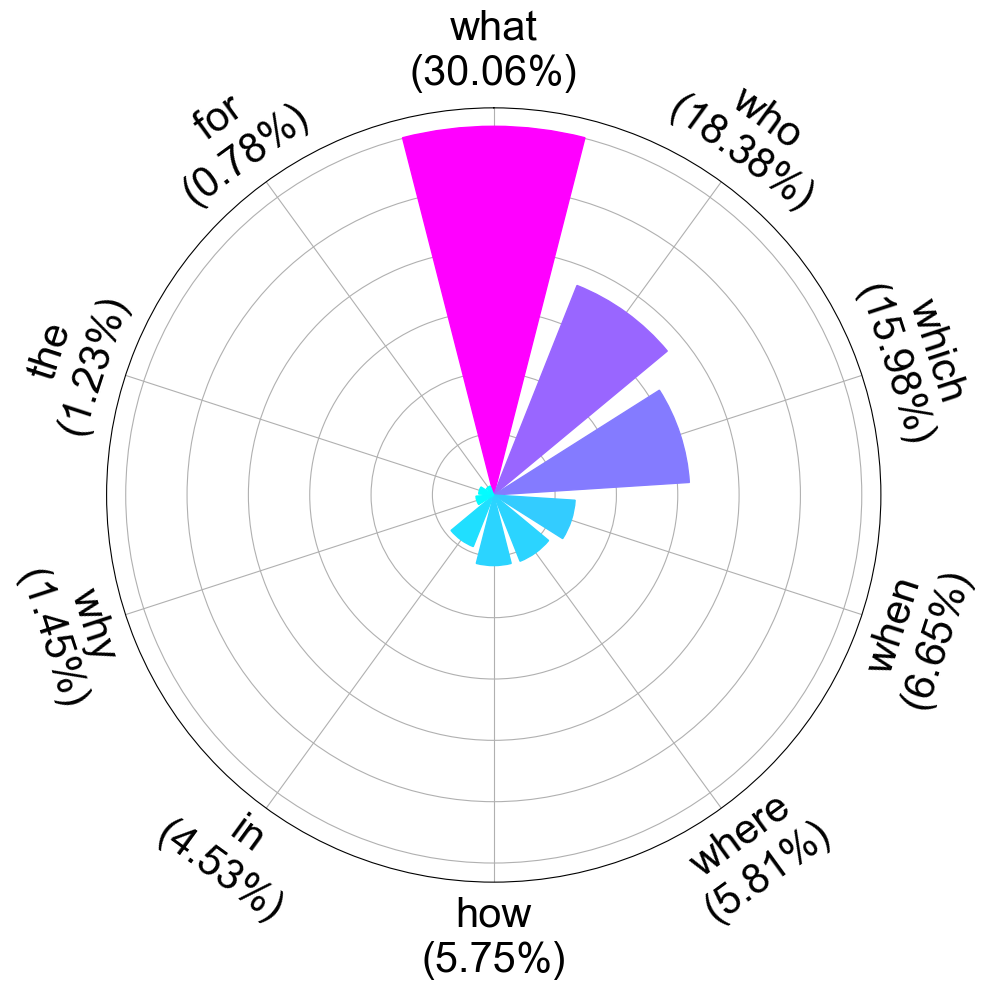 what
(30.06%)
who
(18.38%)
which
(15.98%)
when
(6.65%)
where
(5.81%)
how
(5.75%)
in
(4.53%)
why
(1.45%)
the
(1.23%)
for
(0.78%)